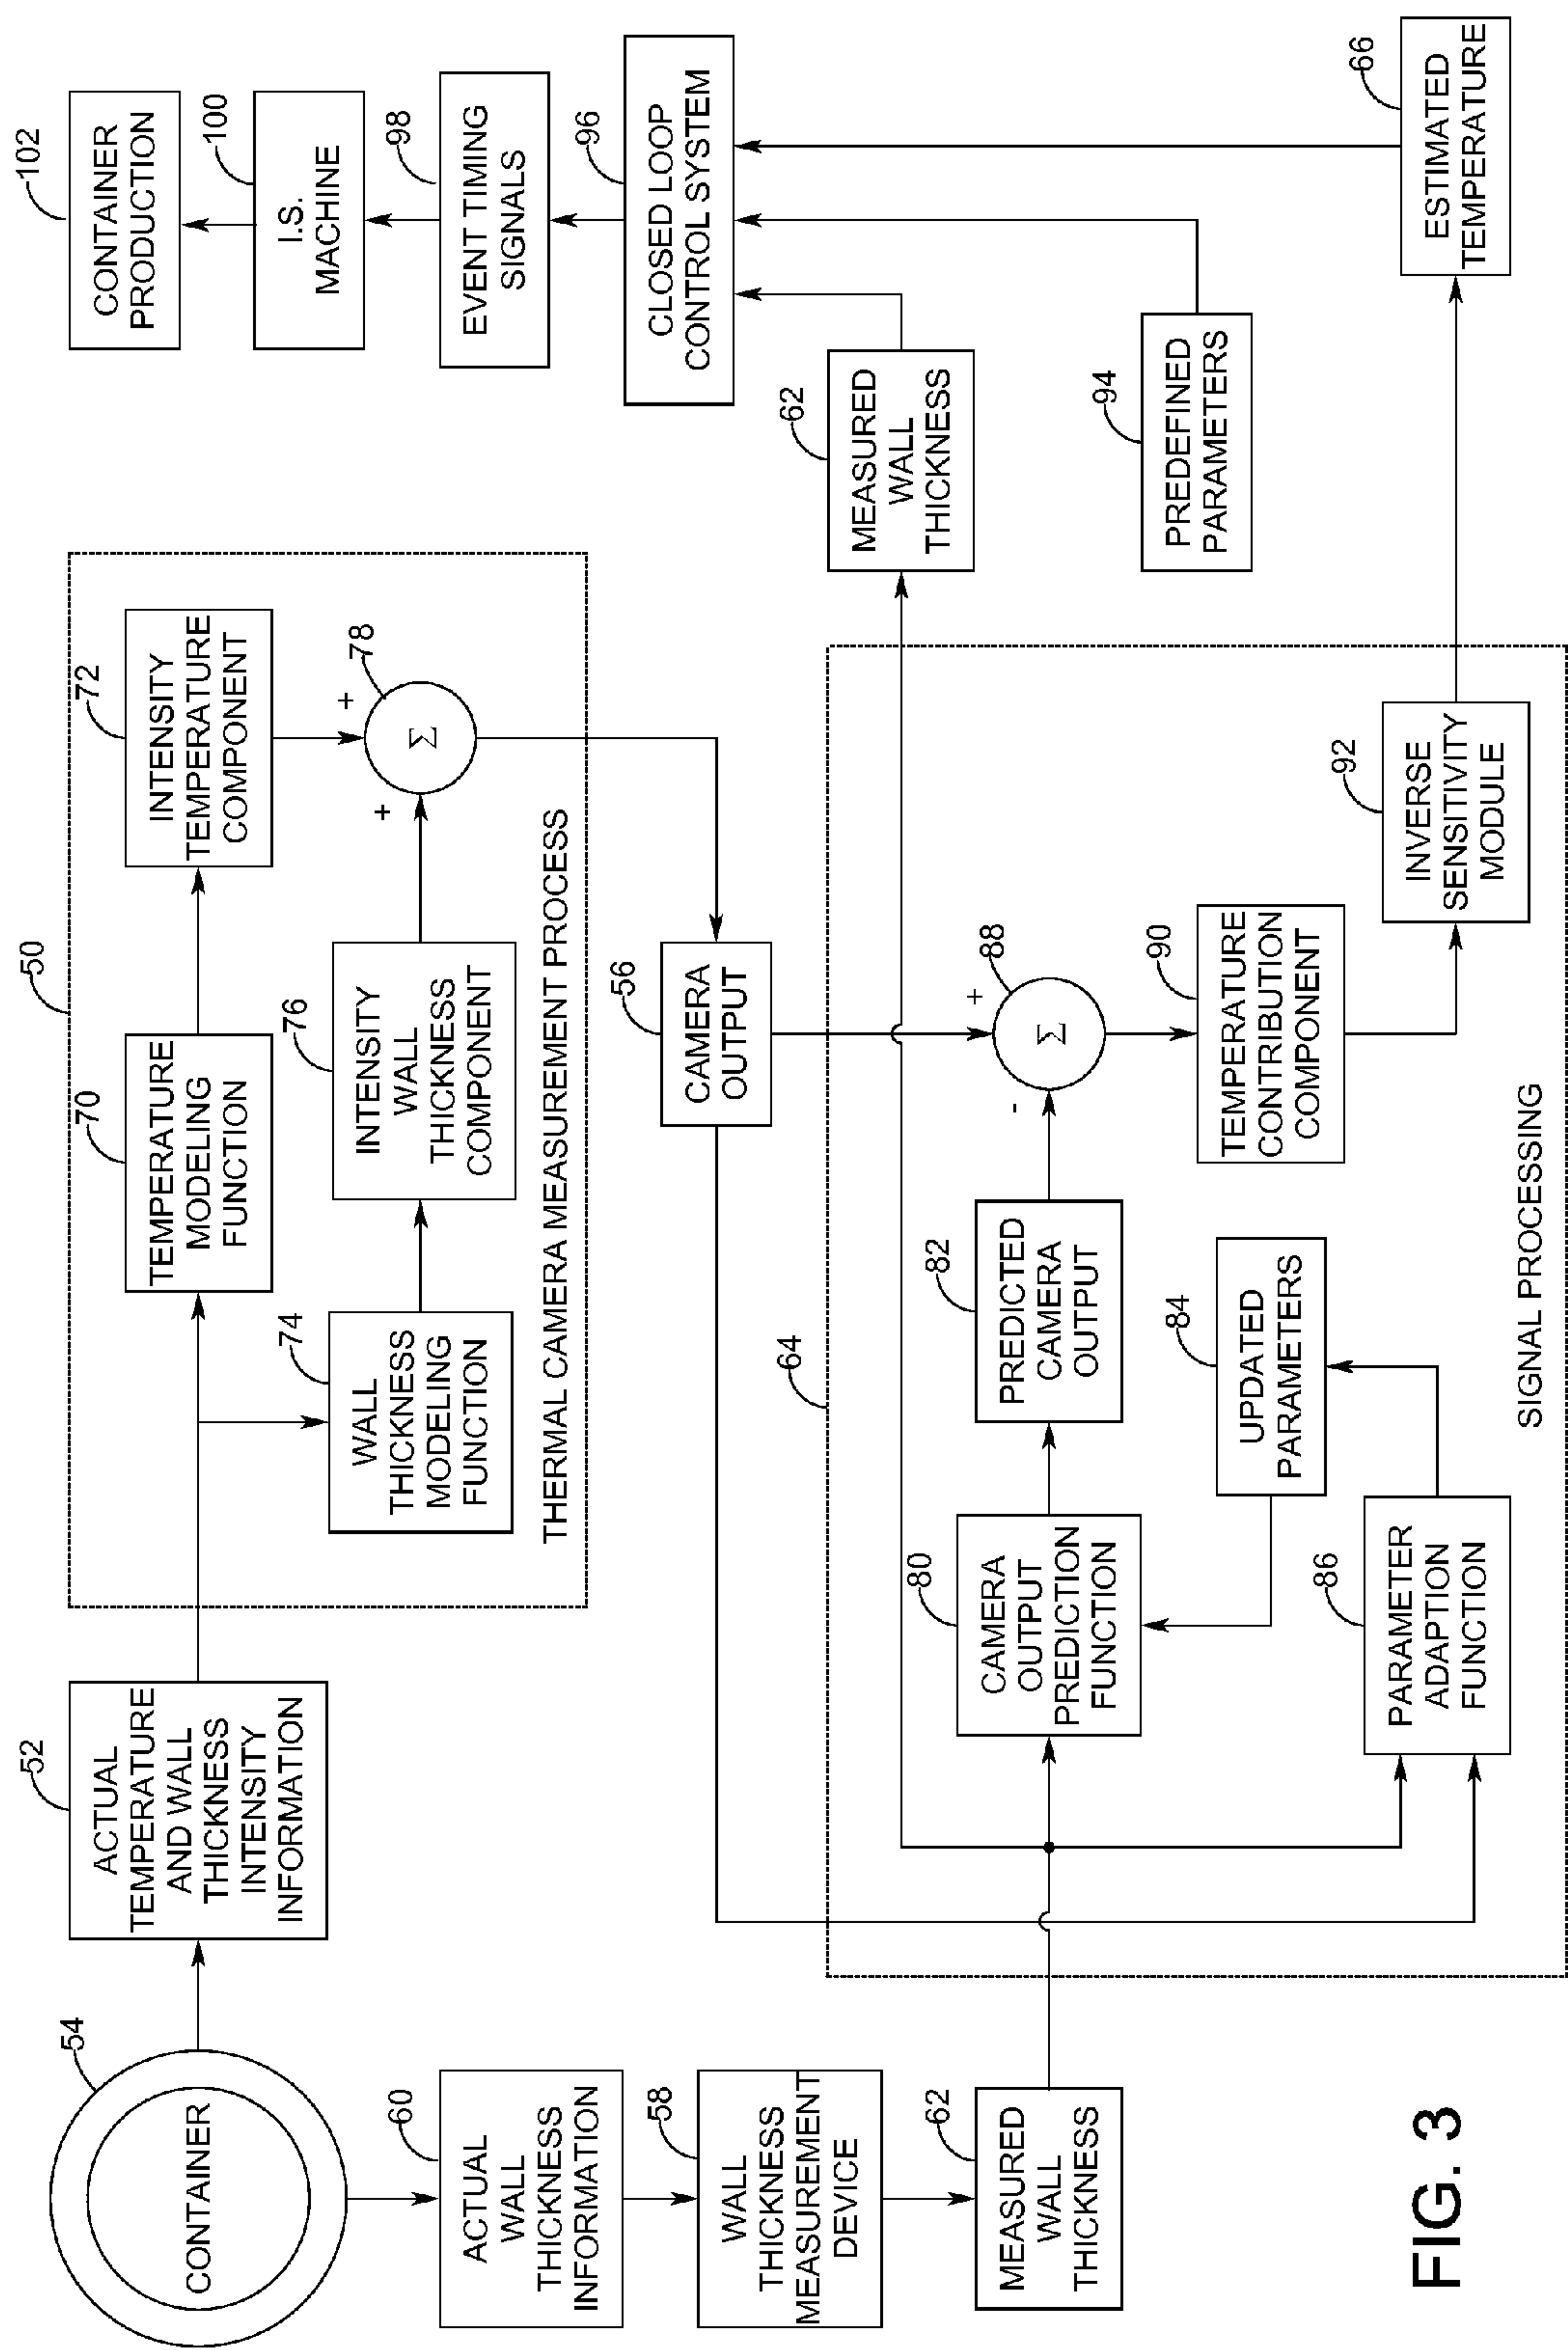 54
CONTAINER
52
ACTUAL
TEMPERATURE
AND WALL
THICKNESS
INTENSITY
INFORMATION
50
70
TEMPERATURE
MODELING
FUNCTION
72
INTENSITY
TEMPERATURE
COMPONENT
74
WALL
THICKNESS
MODELING
FUNCTION
76
INTENSITY
WALL
THICKNESS
COMPONENT
+
+
78
Σ
THERMAL CAMERA MEASUREMENT PROCESS
102
CONTAINER
PRODUCTION
100
I.S.
MACHINE
98
EVENT TIMING
SIGNALS
96
CLOSED LOOP
CONTROL SYSTEM
60
ACTUAL
WALL
THICKNESS
INFORMATION
58
WALL
THICKNESS
MEASUREMENT
DEVICE
62
MEASURED
WALL
THICKNESS
56
CAMERA
OUTPUT
64
80
CAMERA
OUTPUT
PREDICTION
FUNCTION
82
PREDICTED
CAMERA
OUTPUT
84
UPDATED
PARAMETERS
86
PARAMETER
ADAPTION
FUNCTION
+
-
88
Σ
90
TEMPERATURE
CONTRIBUTION
COMPONENT
92
INVERSE
SENSITIVITY
MODULE
SIGNAL PROCESSING
62
MEASURED
WALL
THICKNESS
94
PREDEFINED
PARAMETERS
66
ESTIMATED
TEMPERATURE
FIG. 3